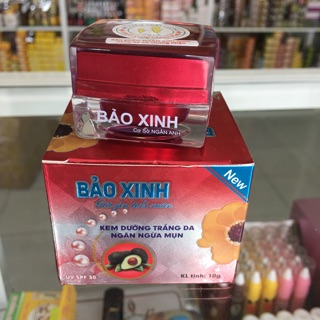 BẢO XINH
Cơ Sở NGÂN ANH
BẢO XINH
New
KEM DƯỠNG TRẮNG DA
NGĂN NGỪA MỤN
UV SPF 50
KL tịnh: 18g